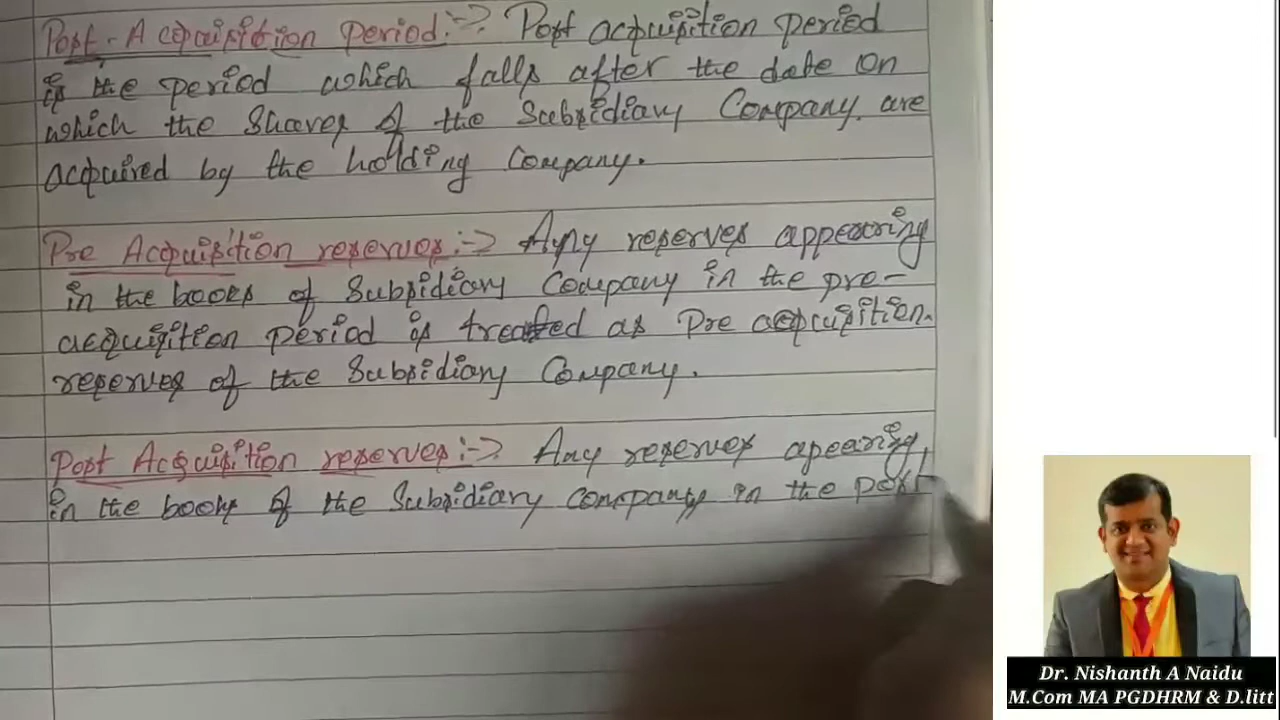 Post - Acquisition period :-> Post acquisition period
is the period which falls after the date on
which the Shares of the Subsidiary Company. are
acquired by the holding Company.
Pre Acquisition reserves :-> Any reserves appearing
in the books of Subsidiary Company in the pre-
acquisition period is treated as Pre acquisition.
reserves of the Subsidiary Company.
Post Acquisition reserves :-> Any reserves apearing
in the books of the Subsidiary company in the post
Dr. Nishanth A Naidu
M.Com MA PGDHRM & D.litt